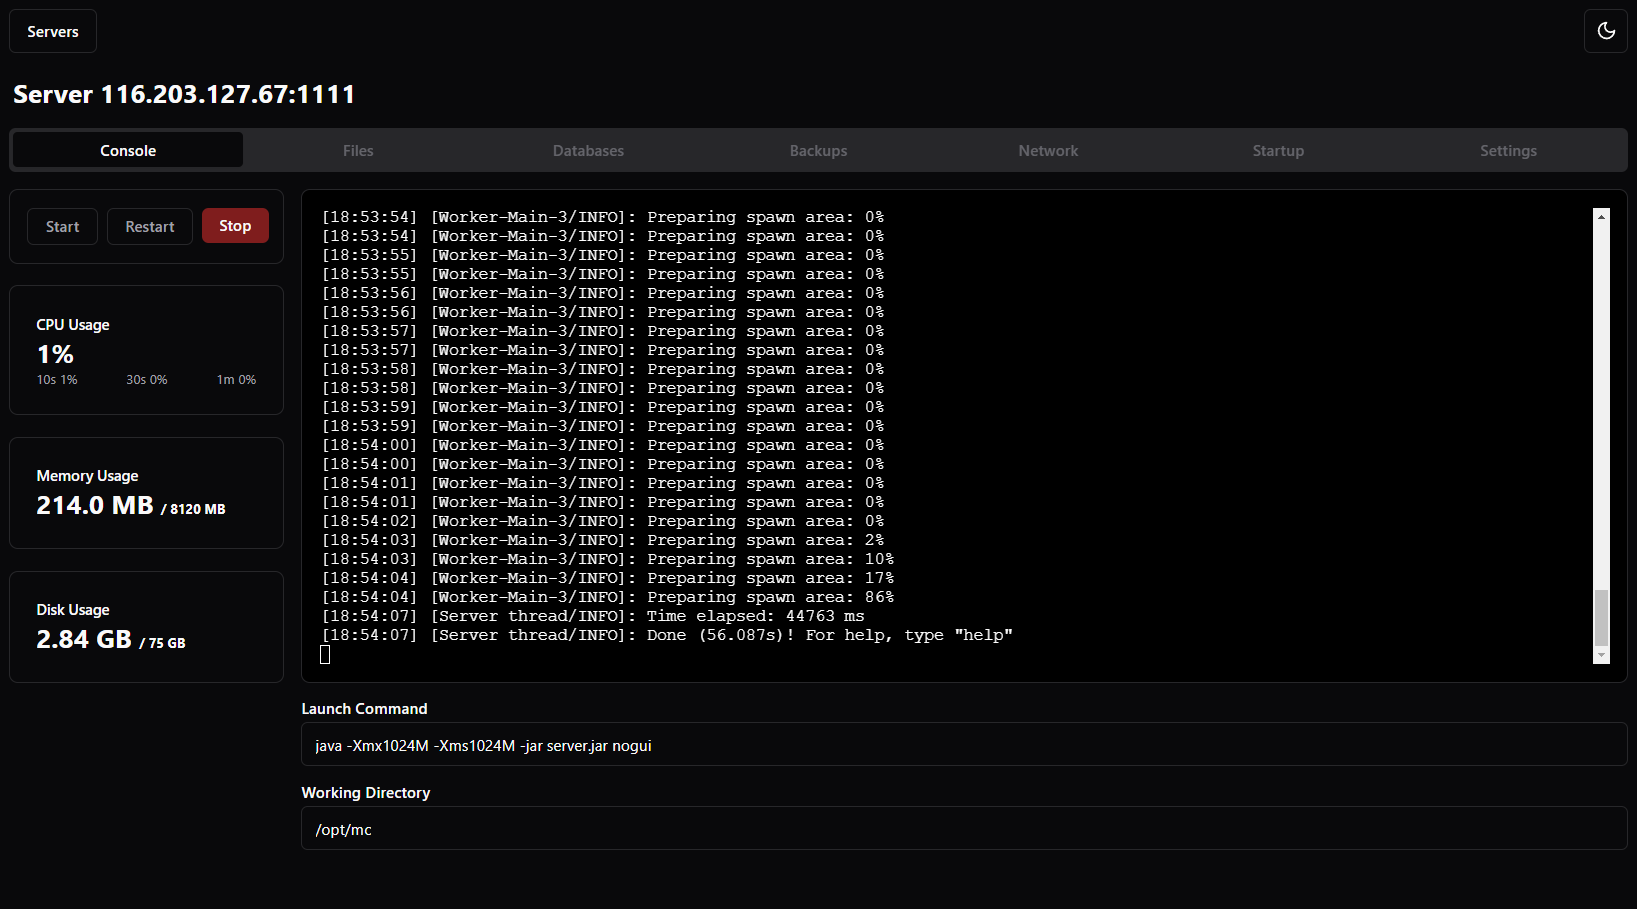 Servers
Server 116.203.127.67:1111
Console Files Databases Backups Network Startup Settings
Start Restart Stop
CPU Usage
1%
10s 1% 30s 0% 1m 0%
Memory Usage
214.0 MB / 8120 MB
Disk Usage
2.84 GB / 75 GB
[18:53:54] [Worker-Main-3/INFO]: Preparing spawn area: 0%
[18:53:54] [Worker-Main-3/INFO]: Preparing spawn area: 0%
[18:53:55] [Worker-Main-3/INFO]: Preparing spawn area: 0%
[18:53:55] [Worker-Main-3/INFO]: Preparing spawn area: 0%
[18:53:56] [Worker-Main-3/INFO]: Preparing spawn area: 0%
[18:53:56] [Worker-Main-3/INFO]: Preparing spawn area: 0%
[18:53:57] [Worker-Main-3/INFO]: Preparing spawn area: 0%
[18:53:57] [Worker-Main-3/INFO]: Preparing spawn area: 0%
[18:53:58] [Worker-Main-3/INFO]: Preparing spawn area: 0%
[18:53:58] [Worker-Main-3/INFO]: Preparing spawn area: 0%
[18:53:59] [Worker-Main-3/INFO]: Preparing spawn area: 0%
[18:53:59] [Worker-Main-3/INFO]: Preparing spawn area: 0%
[18:54:00] [Worker-Main-3/INFO]: Preparing spawn area: 0%
[18:54:00] [Worker-Main-3/INFO]: Preparing spawn area: 0%
[18:54:01] [Worker-Main-3/INFO]: Preparing spawn area: 0%
[18:54:01] [Worker-Main-3/INFO]: Preparing spawn area: 0%
[18:54:02] [Worker-Main-3/INFO]: Preparing spawn area: 0%
[18:54:03] [Worker-Main-3/INFO]: Preparing spawn area: 2%
[18:54:03] [Worker-Main-3/INFO]: Preparing spawn area: 10%
[18:54:04] [Worker-Main-3/INFO]: Preparing spawn area: 17%
[18:54:04] [Worker-Main-3/INFO]: Preparing spawn area: 86%
[18:54:07] [Server thread/INFO]: Time elapsed: 44763 ms
[18:54:07] [Server thread/INFO]: Done (56.087s)! For help, type "help"
Launch Command
java -Xmx1024M -Xms1024M -jar server.jar nogui
Working Directory
/opt/mc